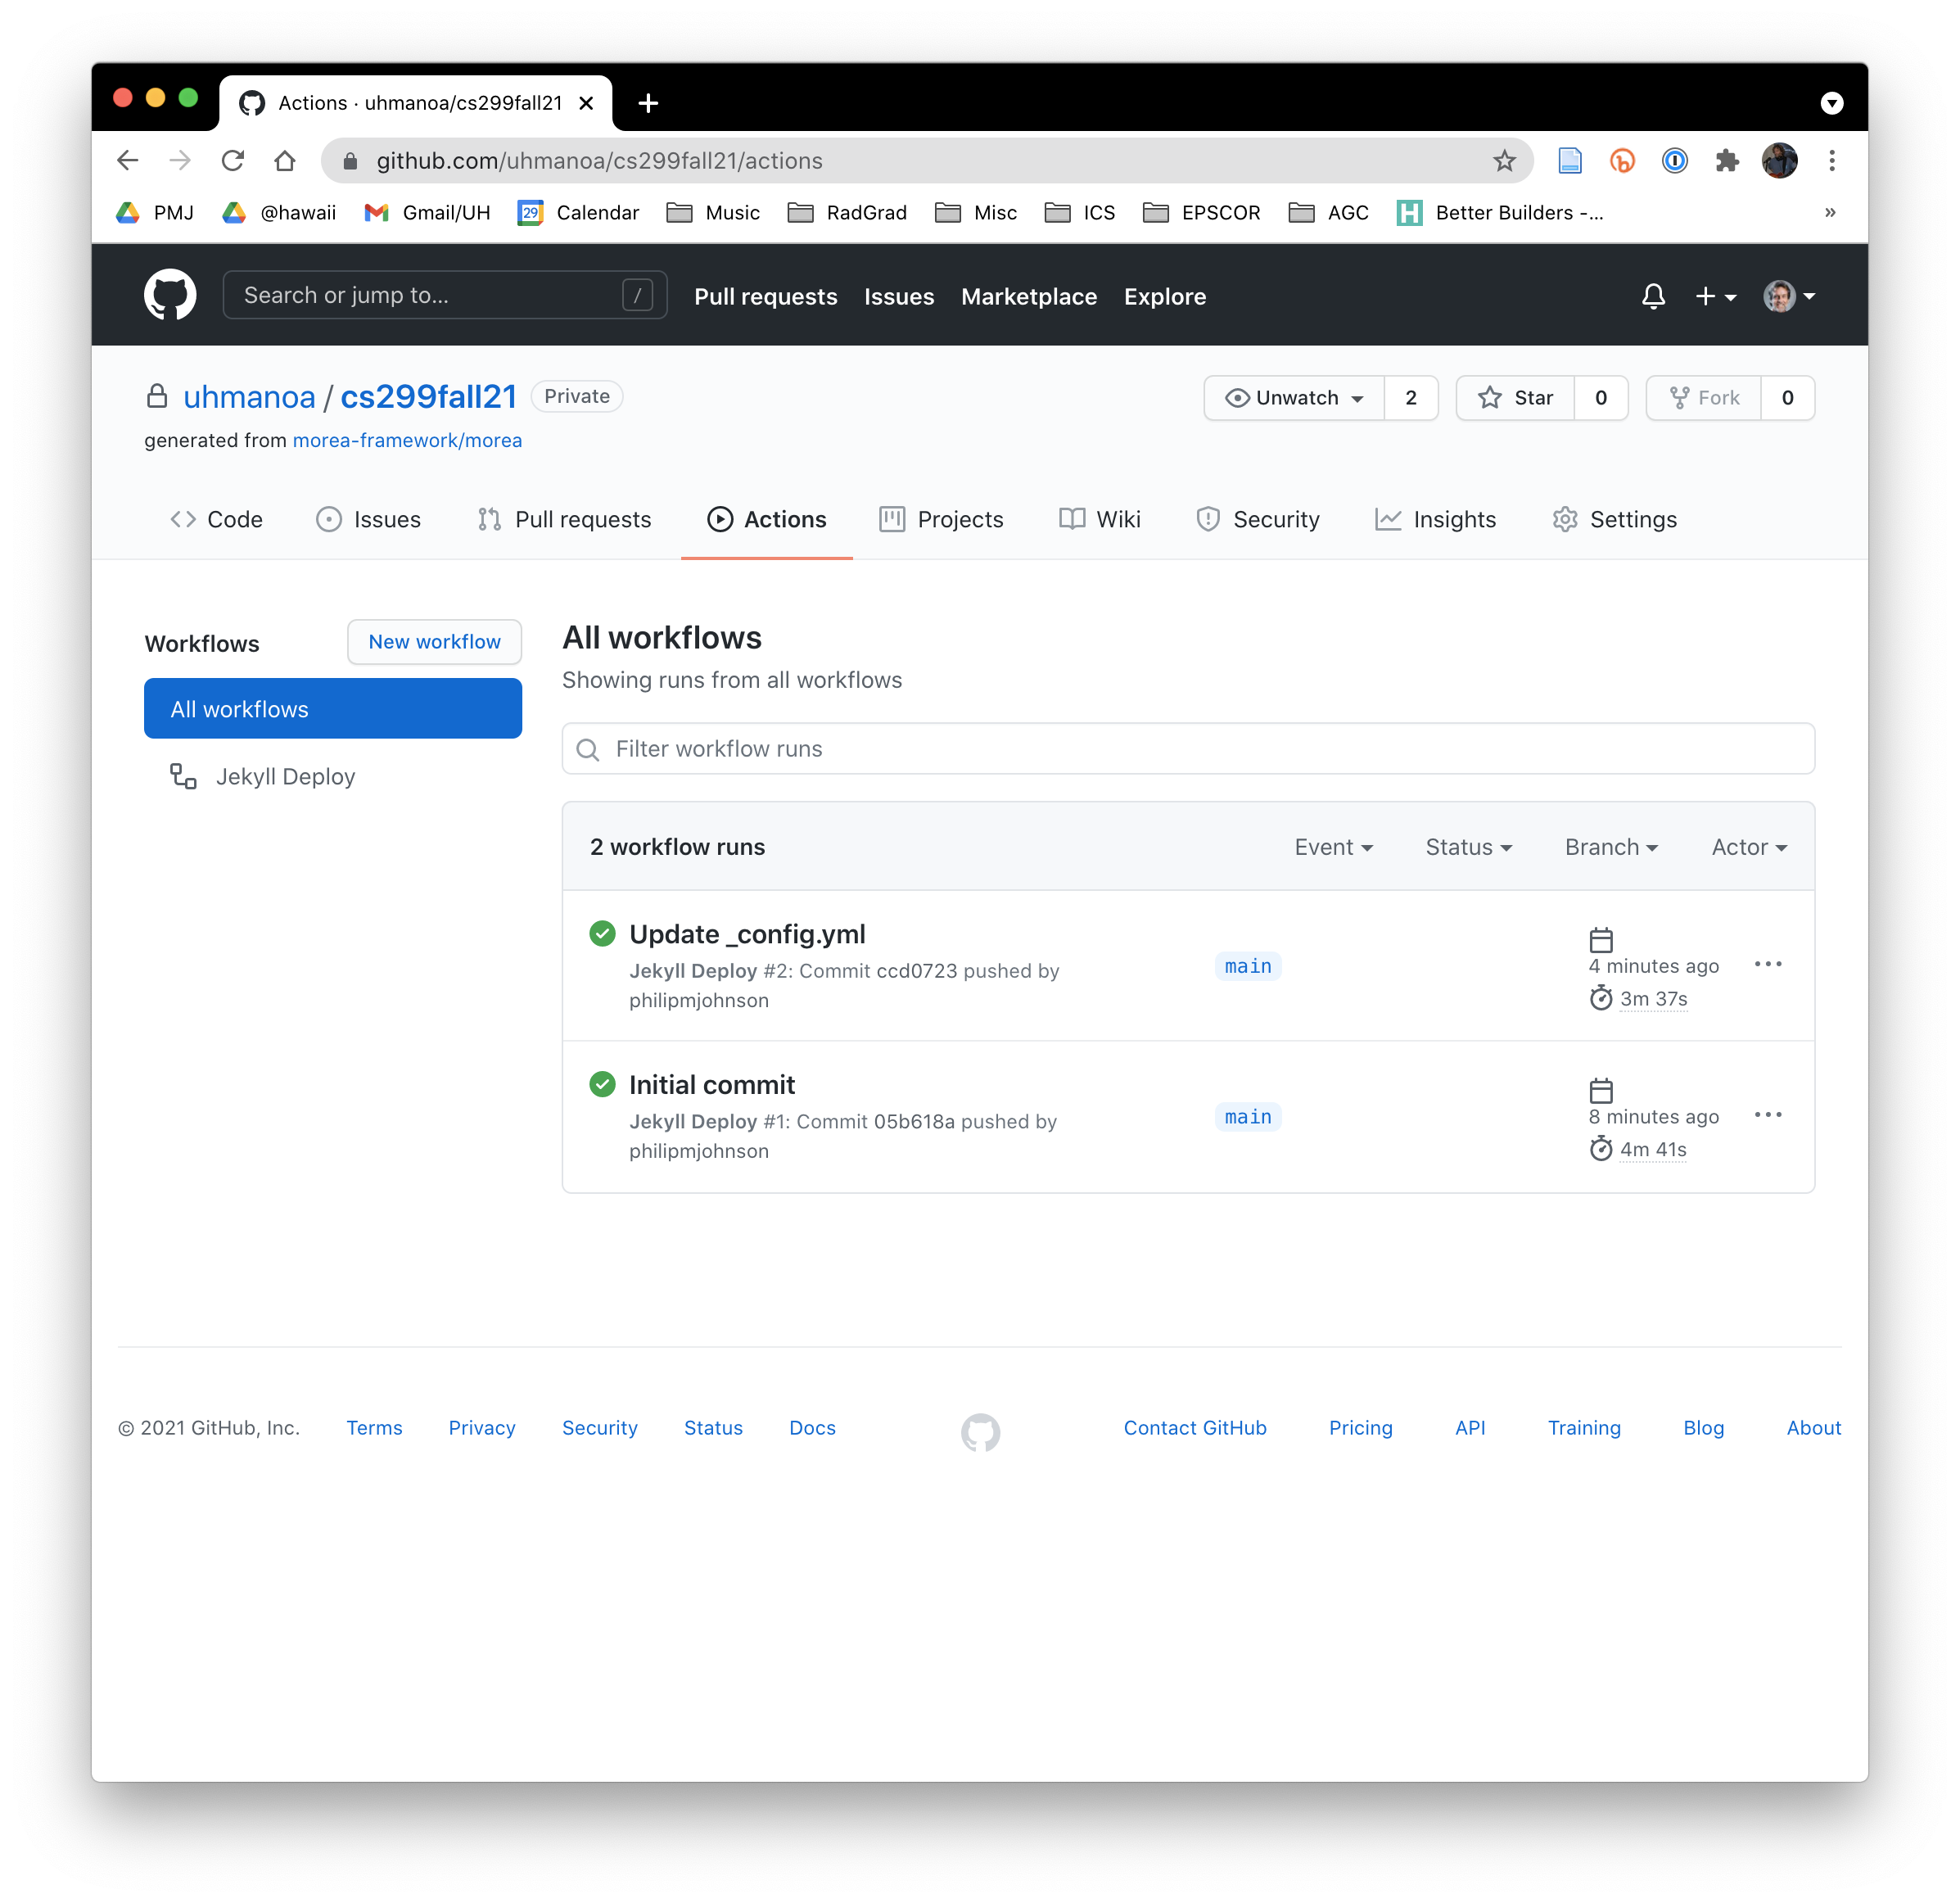 Actions · uhmanoa/cs299fall21
github.com/uhmanoa/cs299fall21/actions
PMJ @hawaii Gmail/UH 29 Calendar Music RadGrad Misc ICS EPSCOR AGC H Better Builders -... »
Search or jump to... / Pull requests Issues Marketplace Explore
uhmanoa / cs299fall21 Private Unwatch 2 Star 0 Fork 0
generated from morea-framework/morea
Code Issues Pull requests Actions Projects Wiki Security Insights Settings
Workflows New workflow
All workflows
Jekyll Deploy
All workflows
Showing runs from all workflows
Filter workflow runs
2 workflow runs Event Status Branch Actor
Update _config.yml
Jekyll Deploy #2: Commit ccd0723 pushed by
philipmjohnson
main
4 minutes ago
3m 37s
Initial commit
Jekyll Deploy #1: Commit 05b618a pushed by
philipmjohnson
main
8 minutes ago
4m 41s
© 2021 GitHub, Inc. Terms Privacy Security Status Docs Contact GitHub Pricing API Training Blog About